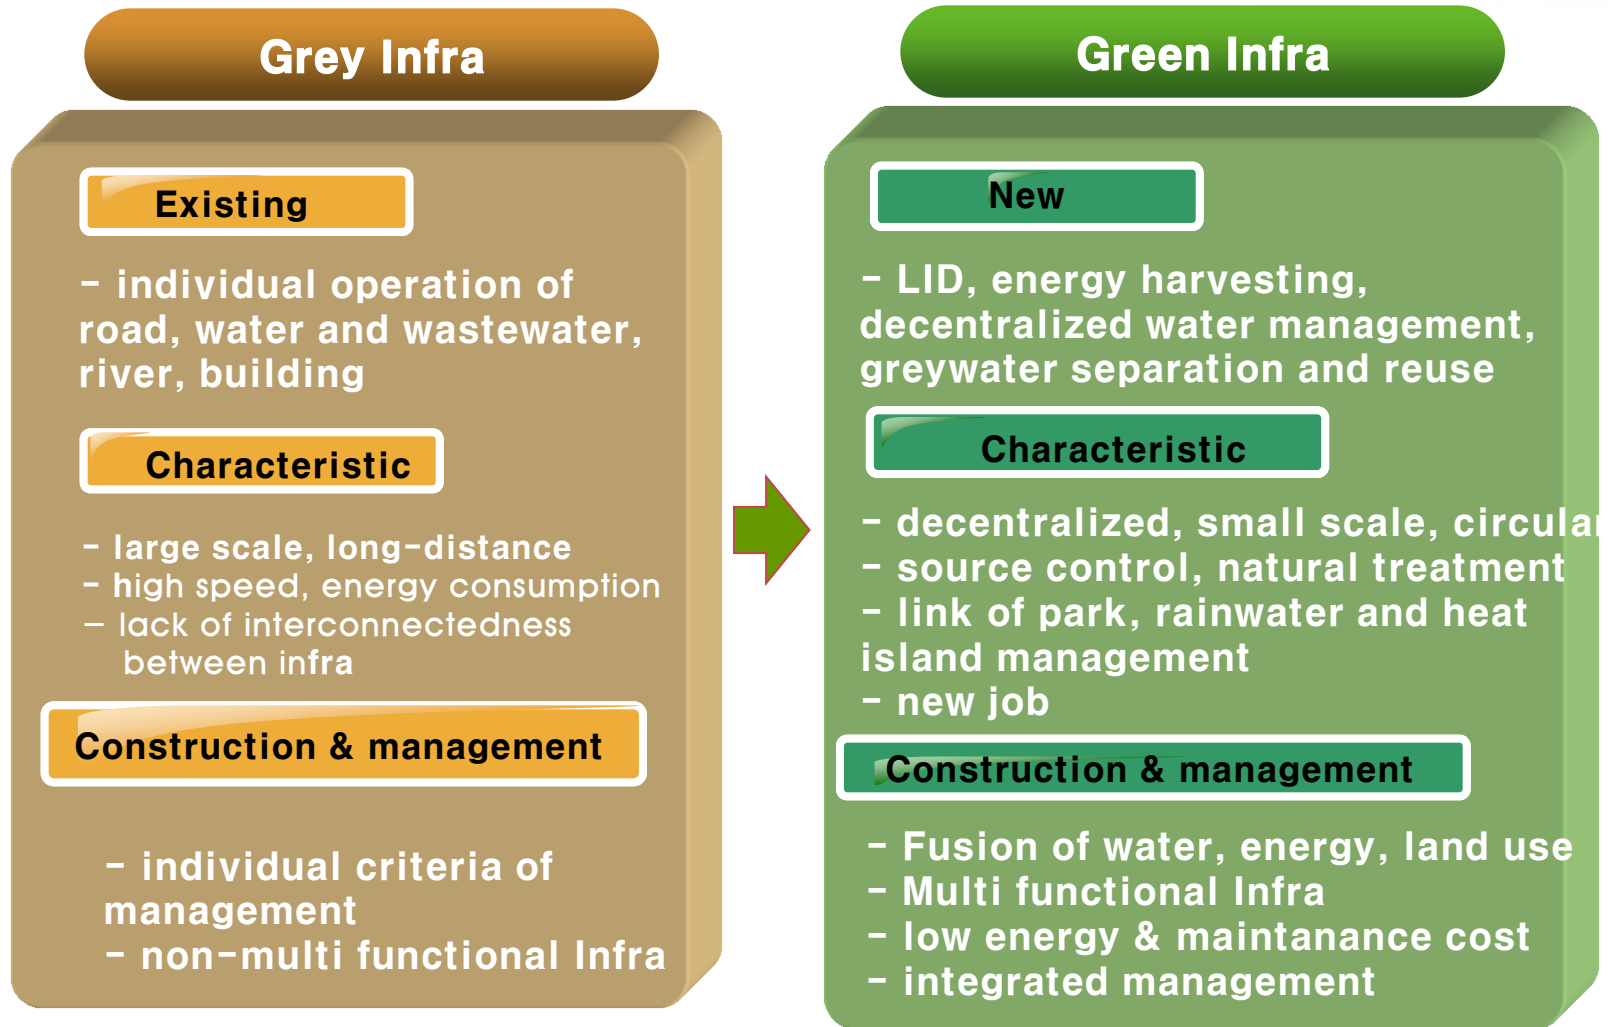 Grey Infra
Existing
- individual operation of
road, water and wastewater,
river, building
Characteristic
- large scale, long-distance
- high speed, energy consumption
- lack of interconnectedness
between infra
Construction & management
- individual criteria of
management
- non-multi functional Infra
Green Infra
New
- LID, energy harvesting,
decentralized water management,
greywater separation and reuse
Characteristic
- decentralized, small scale, circular
- source control, natural treatment
- link of park, rainwater and heat
island management
- new job
Construction & management
- Fusion of water, energy, land use
- Multi functional Infra
- low energy & maintanance cost
- integrated management